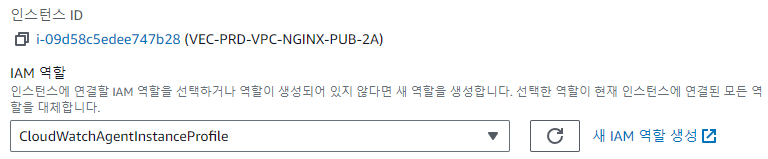 인스턴스 ID
i-09d58c5edee747b28 (VEC-PRD-VPC-NGINX-PUB-2A)
IAM 역할
인스턴스에 연결할 IAM 역할을 선택하거나 역할이 생성되어 있지 않다면 새 역할을 생성합니다. 선택한 역할이 현재 인스턴스에 연결된 모든 역
할을 대체합니다.
CloudWatchAgentInstanceProfile
새 IAM 역할 생성